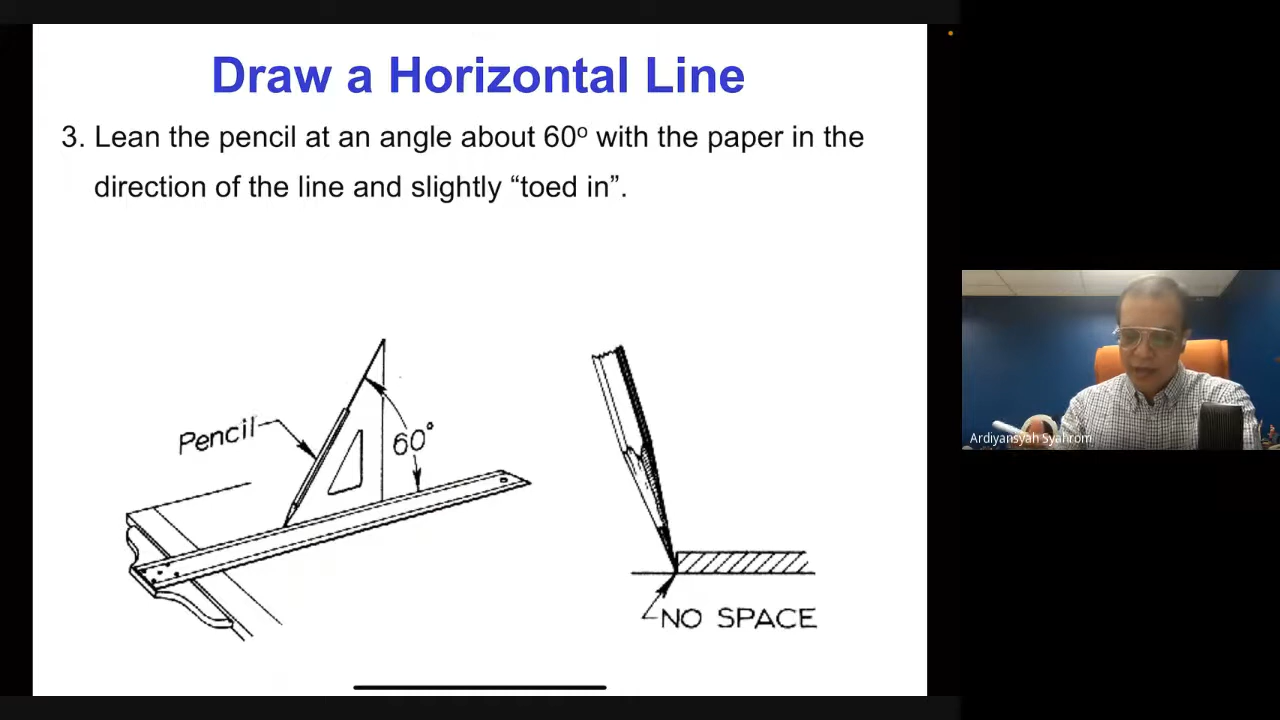 Draw a Horizontal Line
3. Lean the pencil at an angle about 60º with the paper in the
direction of the line and slightly “toed in”.
Pencil
60°
NO SPACE
Ardiyansyah Syahrom